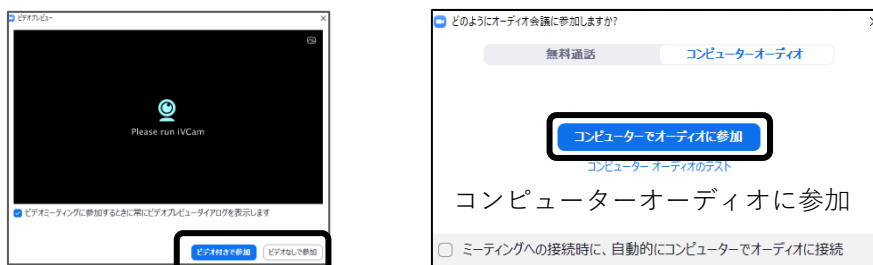 ビデオプレビュー
Please run iVCam
ビデオミーティングに参加するときに常にビデオプレビューダイアログを表示します
ビデオ付きで参加
ビデオなしで参加
どのようにオーディオ会議に参加しますか?
無料通話
コンピューターオーディオ
コンピューターでオーディオに参加
コンピューター オーディオのテスト
コンピューターオーディオに参加
ミーティングへの接続時に、自動的にコンピューターでオーディオに接続